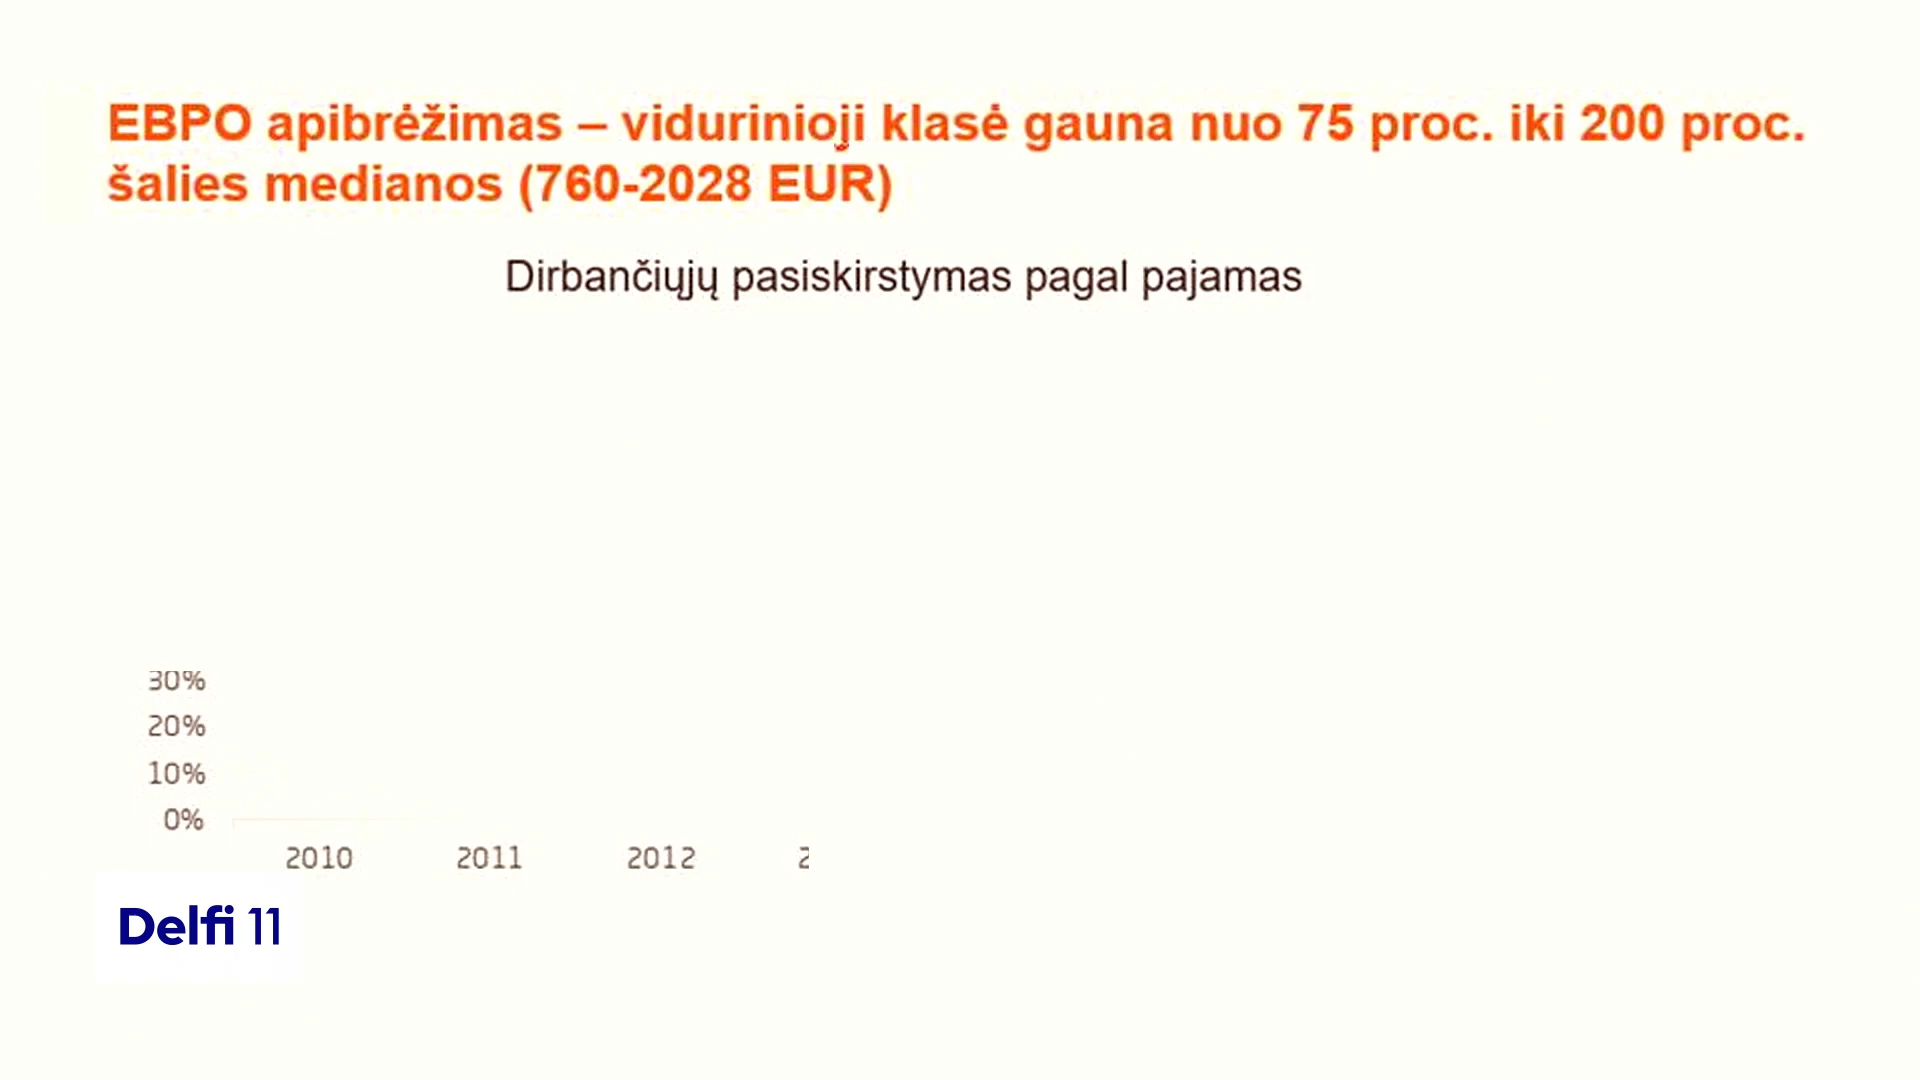 EBPO apibrėžimas – vidurinioji klasė gauna nuo 75 proc. iki 200 proc.
šalies medianos (760-2028 EUR)
Dirbančiųjų pasiskirstymas pagal pajamas
30%
20%
10%
0%
2010 2011 2012 2
Delfi 11